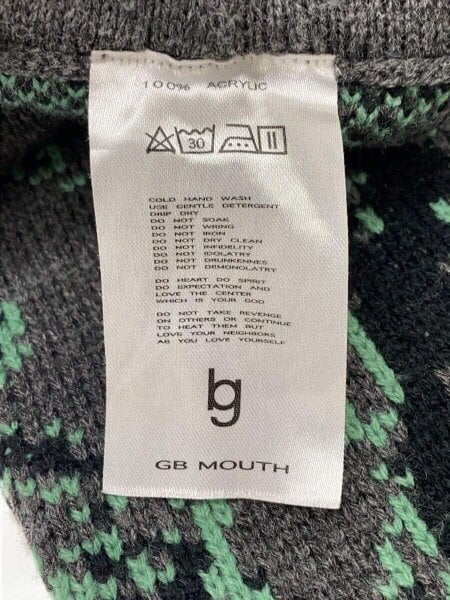 100% ACRYLIC
30
COLD HAND WASH
USE GENTLE DETERGENT
DRIP DRY
DO NOT SOAK
DO NOT WRING
DO NOT IRON
DO NOT DRY CLEAN
DO NOT INFIDELITY
DO NOT IDOLATRY
DO NOT DRUNKENNES
DO NOT DEMONOLATRY
DO HEART DO SPIRIT
DO EXPECTATION AND
LOVE THE CENTER
WHICH IS YOUR GOD
DO NOT TAKE REVENGE
ON OTHERS OR CONTINUE
TO HEAT THEM BUT
LOVE YOUR NEIGHBORS
AS YOU LOVE YOURSELF
bg
GB MOUTH